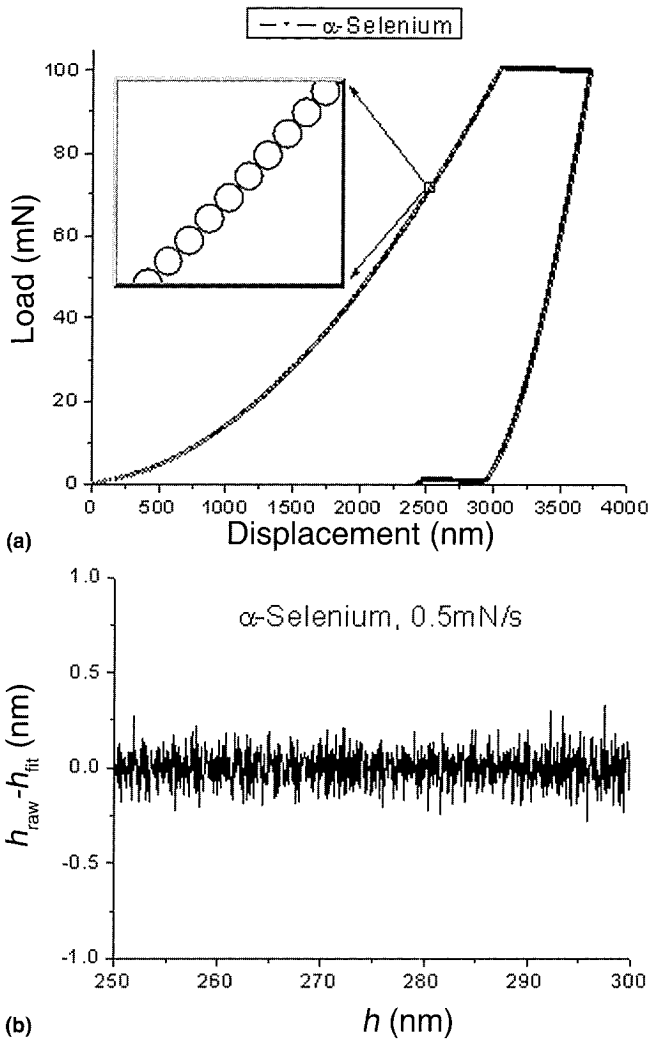 α-Selenium
100
80
60
40
20
0
Load (mN)
0 500 1000 1500 2000 2500 3000 3500 4000
(a)
Displacement (nm)
1.0
0.5
0.0
-0.5
-1.0
α-Selenium, 0.5mN/s
hraw-hfit (nm)
250 260 270 280 290 300
(b)
h (nm)